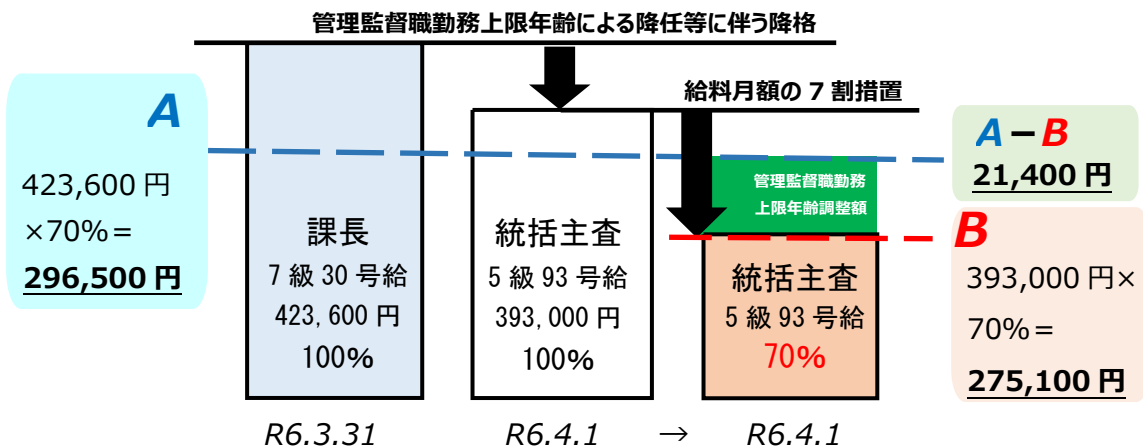 管理監督職勤務上限年齢による降任等に伴う降格
給料月額の 7 割措置
A
423,600 円
×70%＝
296,500 円
課長
7 級 30 号給
423,600 円
100%
統括主査
5 級 93 号給
393,000 円
100%
管理監督職勤務
上限年齢調整額
統括主査
5 級 93 号給
70%
A－B
21,400 円
B
393,000 円×
70%＝
275,100 円
R6.3.31
R6.4.1 → R6.4.1